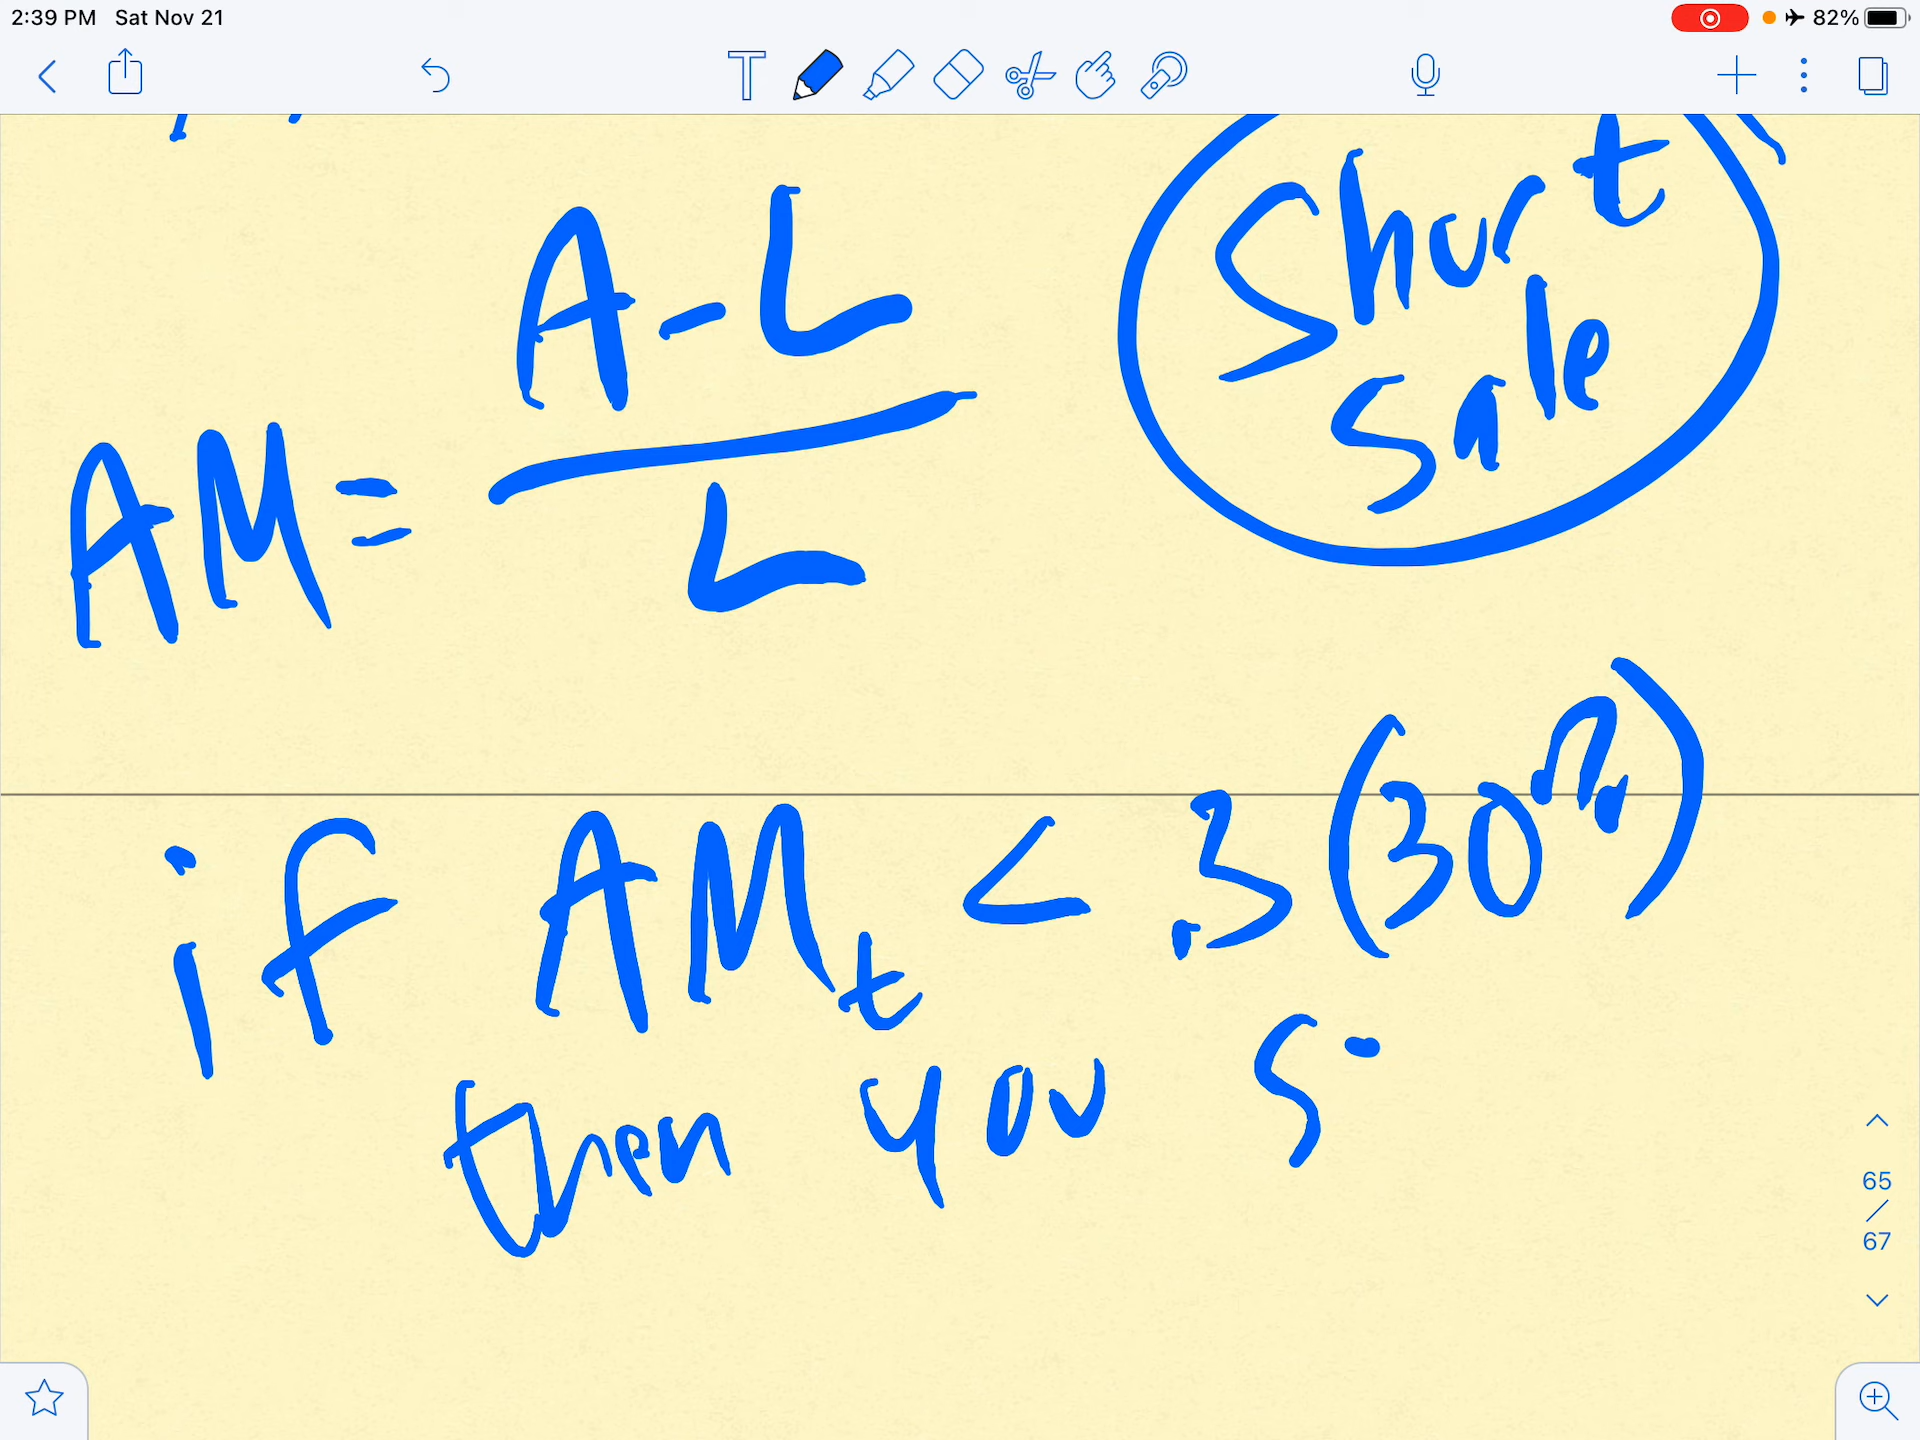 2:39 PM Sat Nov 21
82%
T
Short
Sale
A-L
AM=
L
if AMt < .3 (30%)
then you
65
/
67